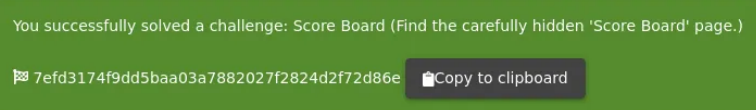 You successfully solved a challenge: Score Board (Find the carefully hidden 'Score Board' page.)
7efd3174f9dd5baa03a7882027f2824d2f72d86e Copy to clipboard